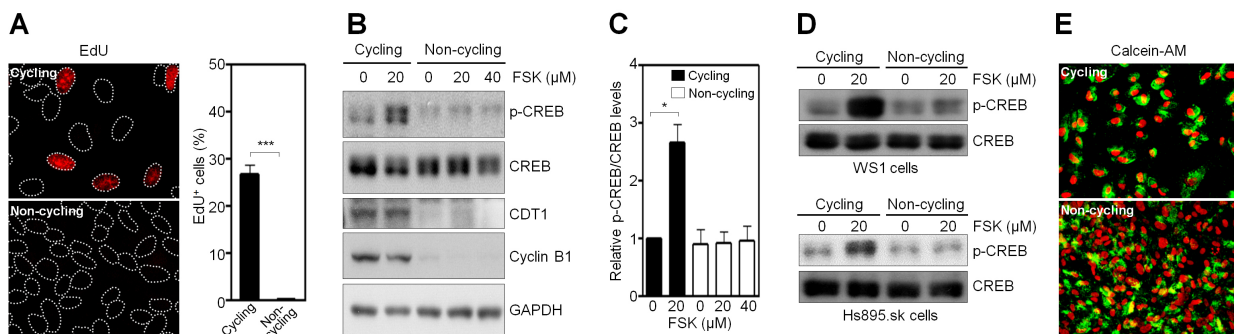 A
EdU
Cycling
Non-cycling
EdU⁺ cells (%)
50
40
30
20
10
0
***
Cycling
Non-
cycling
B
Cycling Non-cycling
0 20 0 20 40 FSK (µM)
p-CREB
CREB
CDT1
Cyclin B1
GAPDH
C
Relative p-CREB/CREB levels
4
3
2
1
0
Cycling
Non-cycling
*
0 20 0 20 40
FSK (µM)
D
Cycling Non-cycling
0 20 0 20 FSK (µM)
p-CREB
CREB
WS1 cells
Cycling Non-cycling
0 20 0 20 FSK (µM)
p-CREB
CREB
Hs895.sk cells
E
Calcein-AM
Cycling
Non-cycling